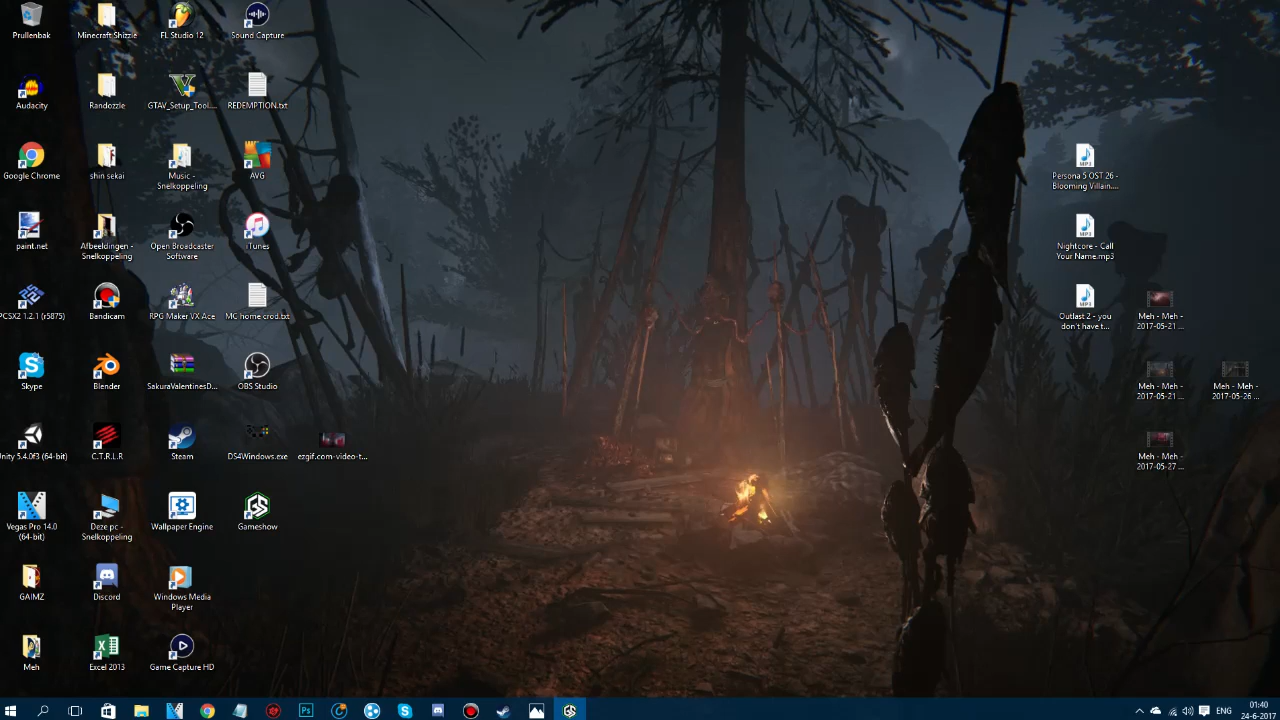 Prullenbak
Minecraft Shizzle
FL Studio 12
Sound Capture
Audacity
Randozzle
GTAV_Setup_Tool....
REDEMPTION.txt
Google Chrome
shin sekai
Music -
Snelkoppeling
AVG
Persona 5 OST 26 -
Blooming Villain....
paint.net
Afbeeldingen -
Snelkoppeling
Open Broadcaster
Software
iTunes
Nightcore - Call
Your Name.mp3
PCSX2 1.2.1 (r5875)
Bandicam
RPG Maker VX Ace
MC home crod.txt
MP3
MP3
MP3
Outlast 2 - you
don't have t...
Meh - Meh -
2017-05-21 ...
Skype
Blender
SakuraValentinesD...
OBS Studio
Meh - Meh -
2017-05-21 ...
Meh - Meh -
2017-05-26 ...
Unity 5.4.0f3 (64-bit)
C.T.R.L.R
Steam
DS4Windows.exe
ezgif.com-video-t...
Meh - Meh -
2017-05-27 ...
Vegas Pro 14.0
(64-bit)
Deze pc -
Snelkoppeling
Wallpaper Engine
Gameshow
GAIMZ
Discord
Windows Media
Player
Meh
Excel 2013
Game Capture HD
Ps
ENG
01:40
24-6-2017